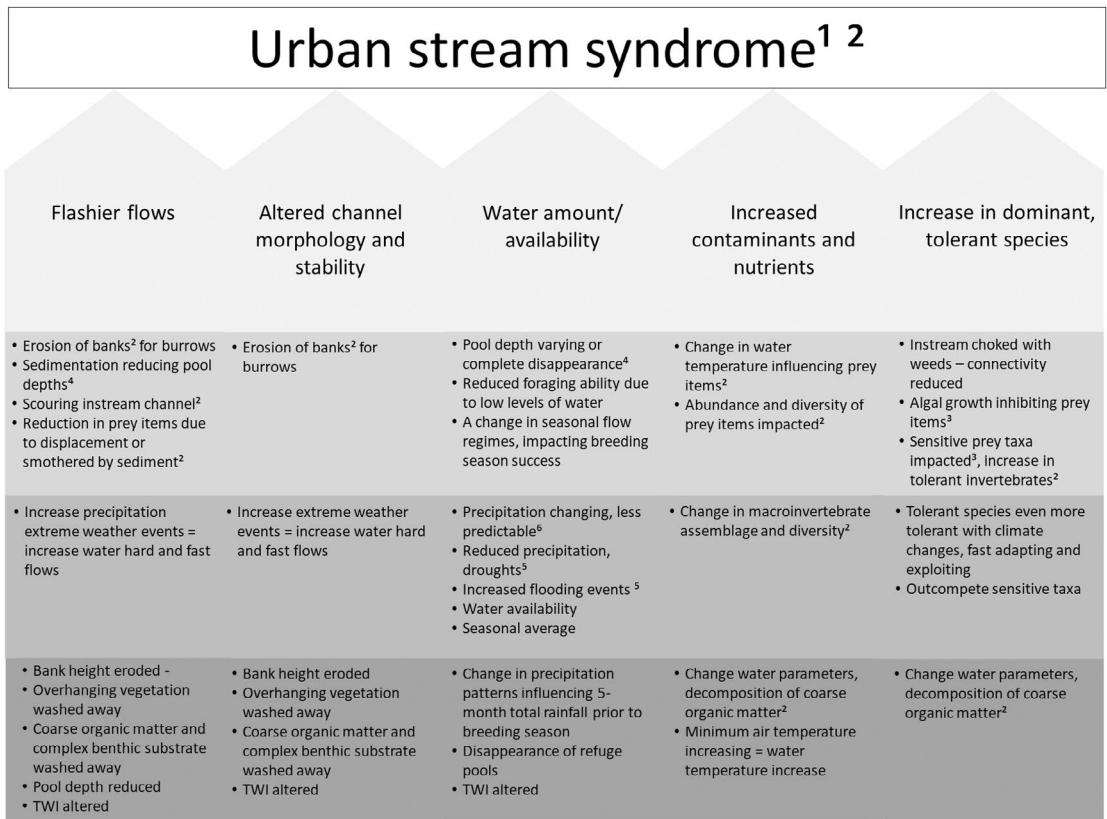 Urban stream syndrome¹ ²
Flashier flows
Altered channel
morphology and
stability
Water amount/
availability
Increased
contaminants and
nutrients
Increase in dominant,
tolerant species
• Erosion of banks² for burrows
• Sedimentation reducing pool
depths⁴
• Scouring instream channel²
• Reduction in prey items due
to displacement or
smothered by sediment²
• Erosion of banks² for
burrows
• Pool depth varying or
complete disappearance⁴
• Reduced foraging ability due
to low levels of water
• A change in seasonal flow
regimes, impacting breeding
season success
• Change in water
temperature influencing prey
items²
• Abundance and diversity of
prey items impacted²
• Instream choked with
weeds – connectivity
reduced
• Algal growth inhibiting prey
items³
• Sensitive prey taxa
impacted³, increase in
tolerant invertebrates²
• Increase precipitation
extreme weather events =
increase water hard and fast
flows
• Increase extreme weather
events = increase water hard
and fast flows
• Precipitation changing, less
predictable⁶
• Reduced precipitation,
droughts⁵
• Increased flooding events ⁵
• Water availability
• Seasonal average
• Change in macroinvertebrate
assemblage and diversity²
• Tolerant species even more
tolerant with climate
changes, fast adapting and
exploiting
• Outcompete sensitive taxa
• Bank height eroded -
• Overhanging vegetation
washed away
• Coarse organic matter and
complex benthic substrate
washed away
• Pool depth reduced
• TWI altered
• Bank height eroded
• Overhanging vegetation
washed away
• Coarse organic matter and
complex benthic substrate
washed away
• TWI altered
• Change in precipitation
patterns influencing 5-
month total rainfall prior to
breeding season
• Disappearance of refuge
pools
• TWI altered
• Change water parameters,
decomposition of coarse
organic matter²
• Minimum air temperature
increasing = water
temperature increase
• Change water parameters,
decomposition of coarse
organic matter²